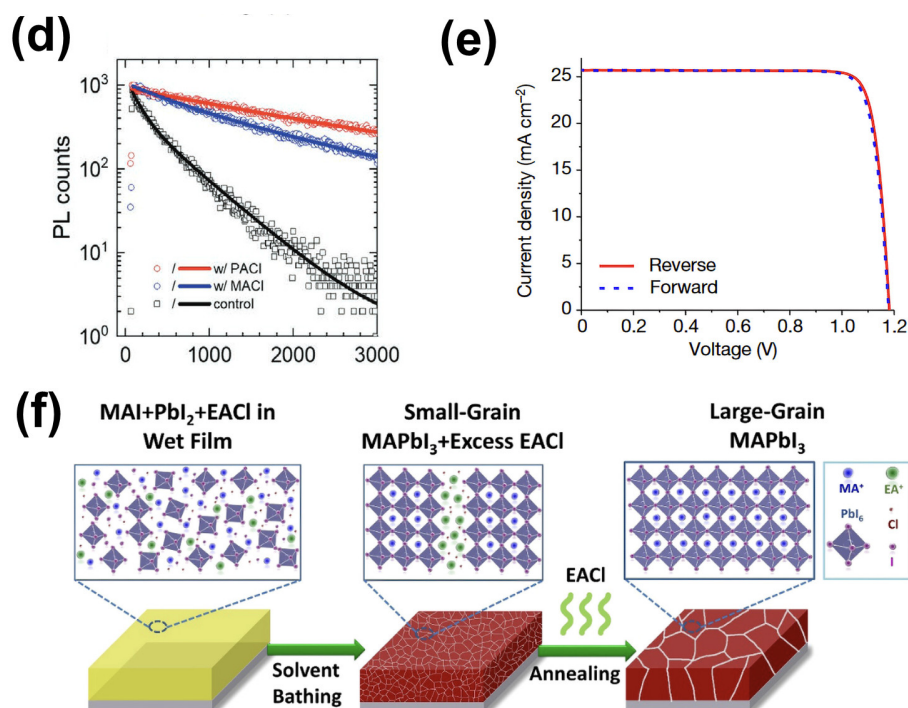 (d)
PL counts
10³
10²
10¹
10⁰
/ w/ PACl
/ w/ MACl
/ control
0 1000 2000 3000
(e)
Current density (mA cm⁻²)
25
20
15
10
5
0
Reverse
Forward
0 0.2 0.4 0.6 0.8 1.0 1.2
Voltage (V)
(f)
MAI+PbI₂+EACl in
Wet Film
Small-Grain
MAPbI₃+Excess EACl
Large-Grain
MAPbI₃
MA⁺
EA⁺
PbI₆
Cl
I
Solvent
Bathing
EACl
Annealing